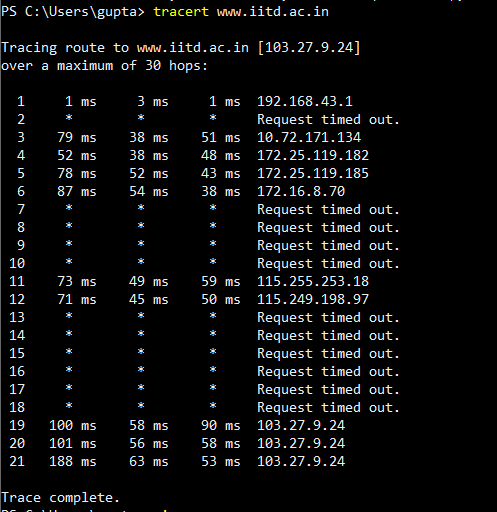 PS C:\Users\gupta> tracert www.iitd.ac.in
Tracing route to www.iitd.ac.in [103.27.9.24]
over a maximum of 30 hops:
1 1 ms 3 ms 1 ms 192.168.43.1
2 * * * Request timed out.
3 79 ms 38 ms 51 ms 10.72.171.134
4 52 ms 38 ms 48 ms 172.25.119.182
5 78 ms 52 ms 43 ms 172.25.119.185
6 87 ms 54 ms 38 ms 172.16.8.70
7 * * * Request timed out.
8 * * * Request timed out.
9 * * * Request timed out.
10 * * * Request timed out.
11 73 ms 49 ms 59 ms 115.255.253.18
12 71 ms 45 ms 50 ms 115.249.198.97
13 * * * Request timed out.
14 * * * Request timed out.
15 * * * Request timed out.
16 * * * Request timed out.
17 * * * Request timed out.
18 * * * Request timed out.
19 100 ms 58 ms 90 ms 103.27.9.24
20 101 ms 56 ms 58 ms 103.27.9.24
21 188 ms 63 ms 53 ms 103.27.9.24
Trace complete.